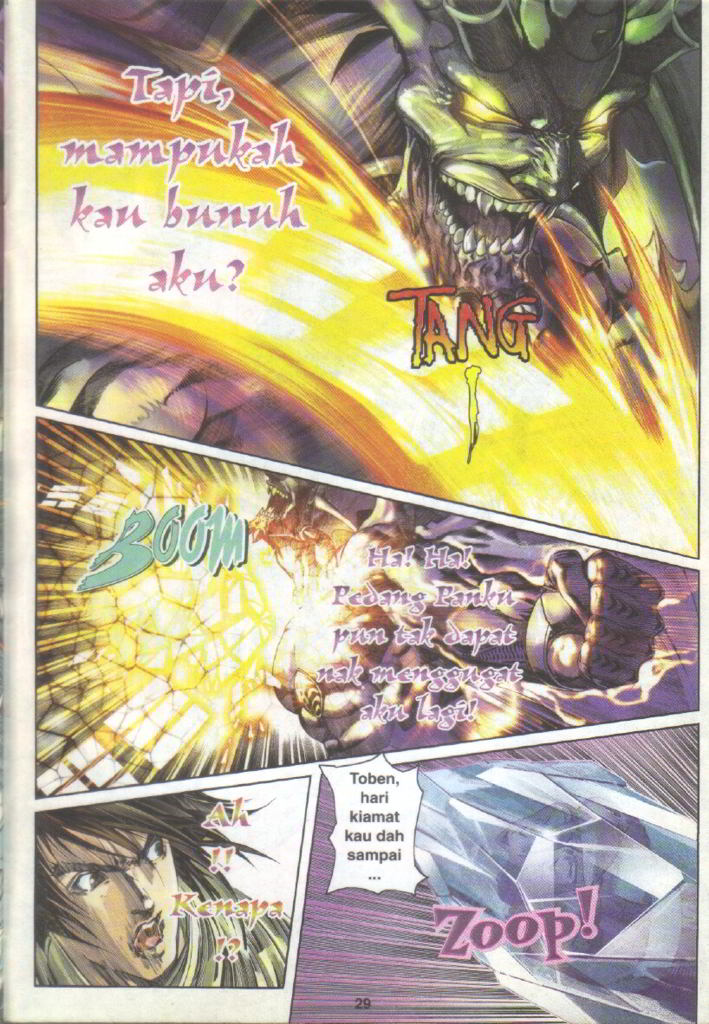 Tapi,
mampukah
kau bunuh
aku?
TANG
!
BOOM
Ha! Ha!
Pedang Panku
pun tak dapat
nak menggugat
aku lagi!
Ah
!!
Kenapa
!?
Toben,
hari
kiamat
kau dah
sampai
...
Zoop!
29